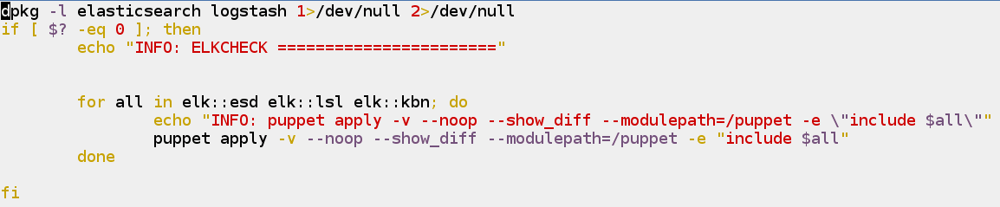 dpkg -l elasticsearch logstash 1>/dev/null 2>/dev/null
if [ $? -eq 0 ]; then
        echo "INFO: ELKCHECK ======================="


        for all in elk::esd elk::lsl elk::kbn; do
                echo "INFO: puppet apply -v --noop --show_diff --modulepath=/puppet -e \"include $all\""
                puppet apply -v --noop --show_diff --modulepath=/puppet -e "include $all"
        done

fi